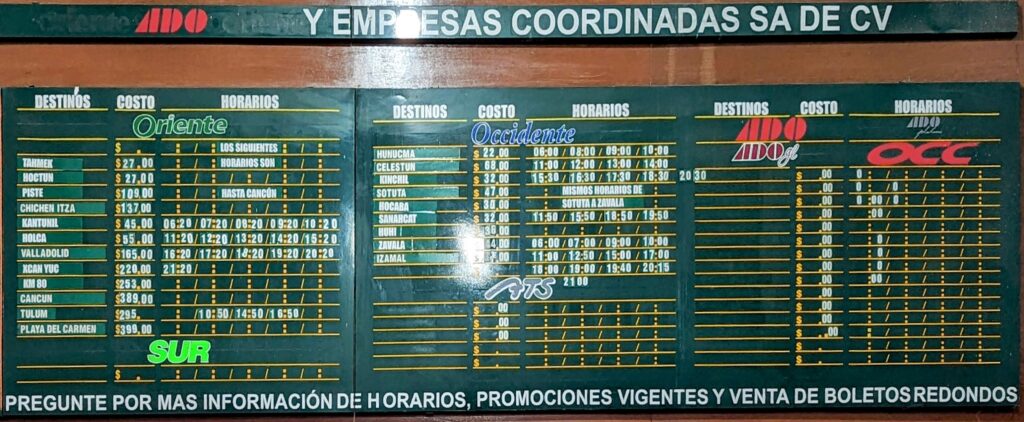 ADO Y EMPRESAS COORDINADAS SA DE CV
DESTINOS COSTO HORARIOS
Oriente
$ . LOS SIGUIENTES
TAHMEK $27.00 HORARIOS SON
HOCTUN $27.00
PISTE $109.00 HASTA CANCÚN
CHICHEN ITZA $137.00
KANTUNIL $45.00 06:20/07:20/08:20/09:20/10:20
HOLCA $55.00 11:20/12:20/13:20/14:20/15:20
VALLADOLID $165.00 16:20/17:20/14:20/19:20/20:20
XCAN YUC $220.00 21:20/
KM 80 $253.00
CANCUN $389.00
TULUM $295. 10:50/14:50/16:50
PLAYA DEL CARMEN $399.00
SUR
$ .
DESTINOS COSTO HORARIOS
Occidente
HUNUCMA $22.00 06:00/08:00/09:00/10:00
CELESTUN $68.00 11:00/12:00/13:00/14:00
KINCHIL $32.00 15:30/16:30/17:30/18:30 20:30
SOTUTA $47.00 MISMOS HORARIOS DE
HOCABA $30.00 SOTUTA A ZAVALA
SANAHCAT $32.00 11:50/15:50/18:50/19:50
HUHI $36.00
ZAVALA 06:00/07:00/09:00/10:00
IZAMAL 11:00/12:50/15:00/17:00
18:00/19:00/19:40/20:15
ATS 2100
DESTINOS COSTO HORARIOS
ADO ADO
ADO gl OCC
PREGUNTE POR MAS INFORMACIÓN DE HORARIOS, PROMOCIONES VIGENTES Y VENTA DE BOLETOS REDONDOS